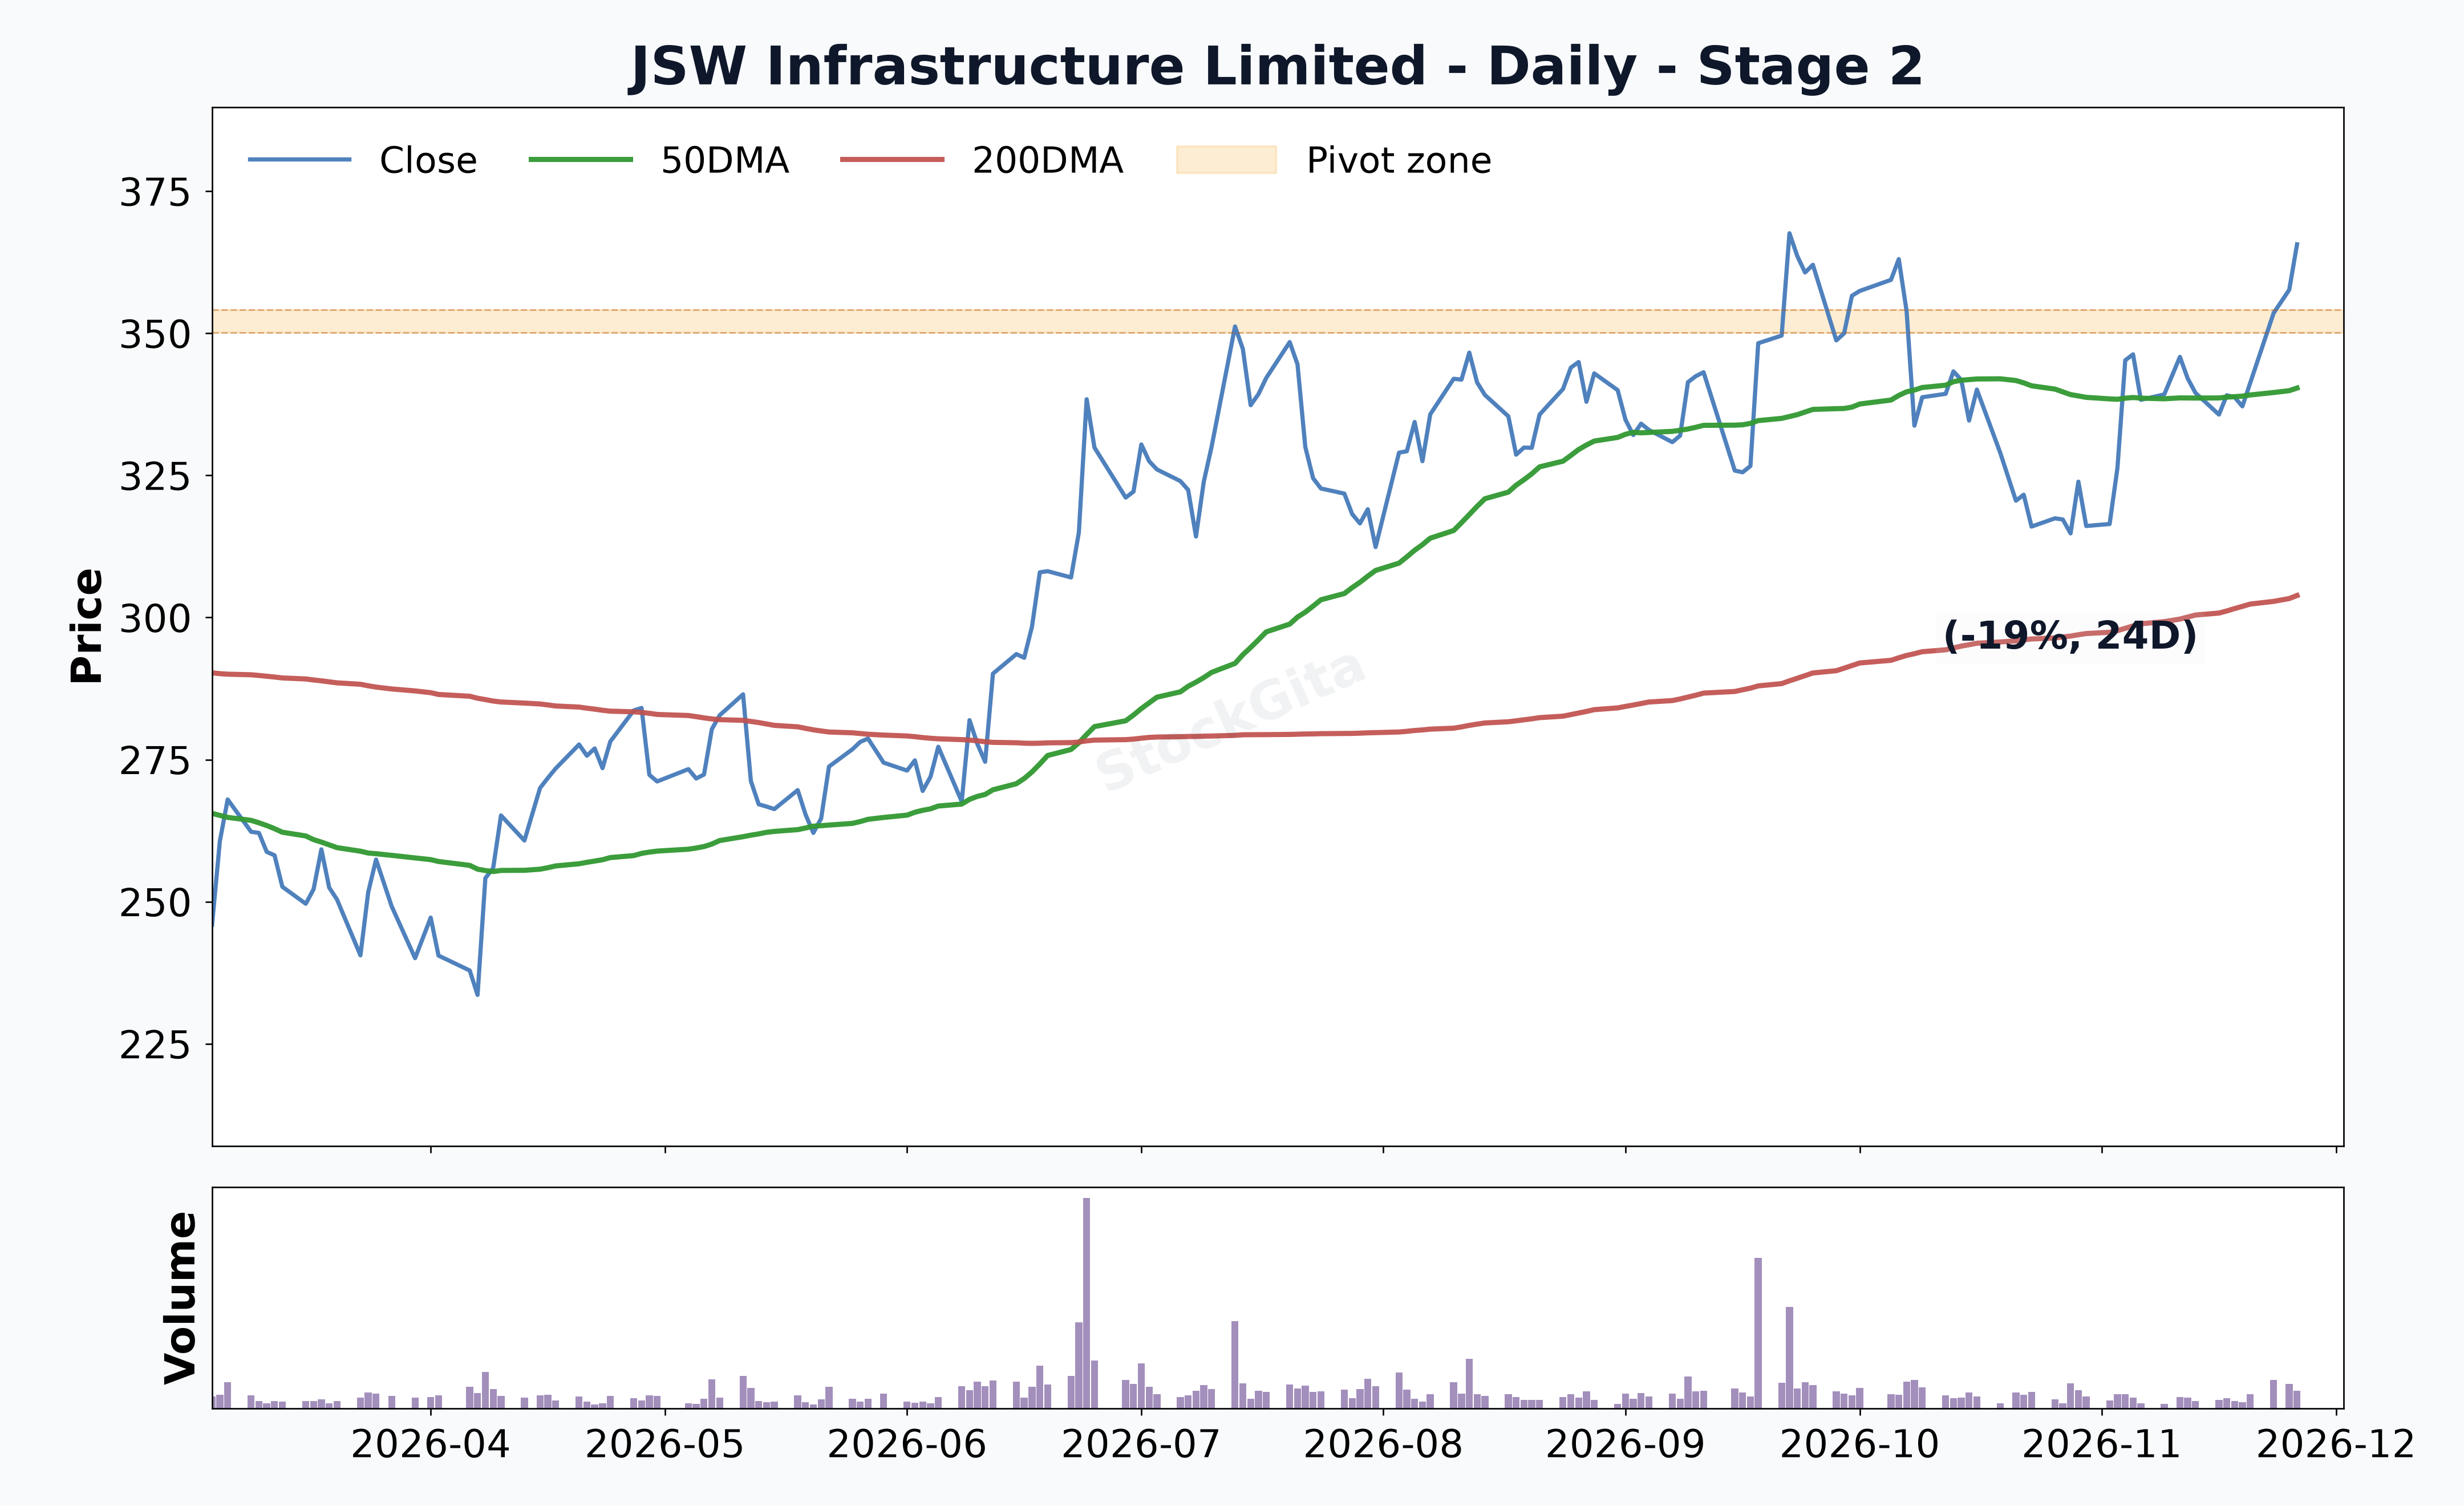 JSW Infrastructure Limited - Daily - Stage 2
Close 50DMA 200DMA Pivot zone
375
350
325
300
275
250
225
Price
(-19%, 24D)
StockGita
Volume
2026-04 2026-05 2026-06 2026-07 2026-08 2026-09 2026-10 2026-11 2026-12